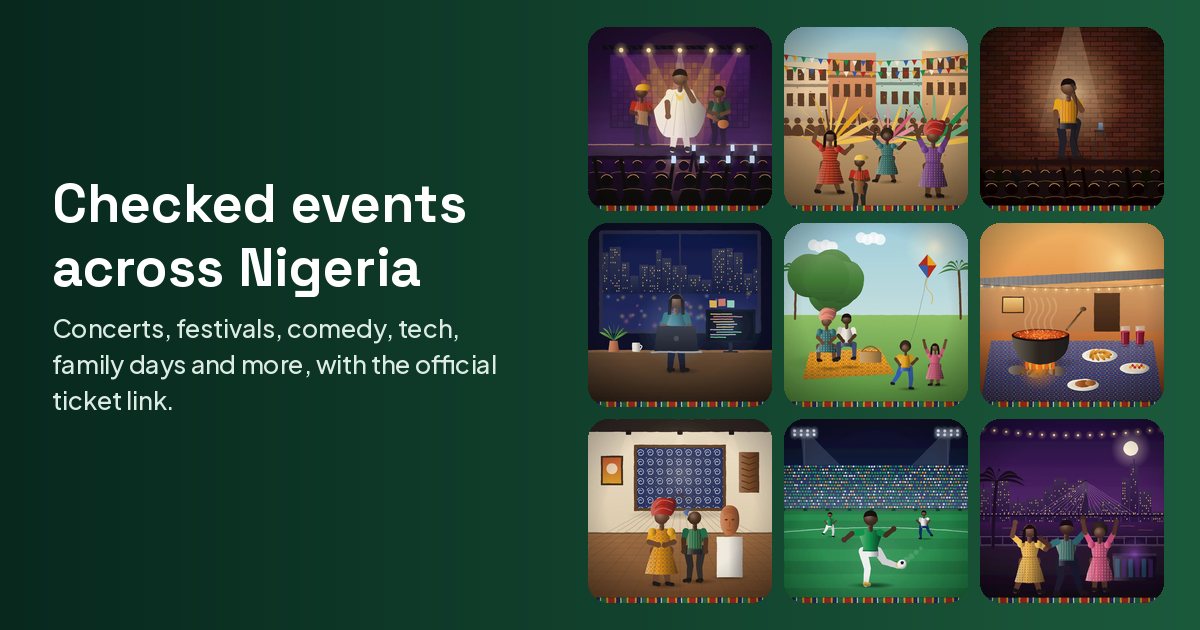 Checked events
across Nigeria
Concerts, festivals, comedy, tech,
family days and more, with the official
ticket link.